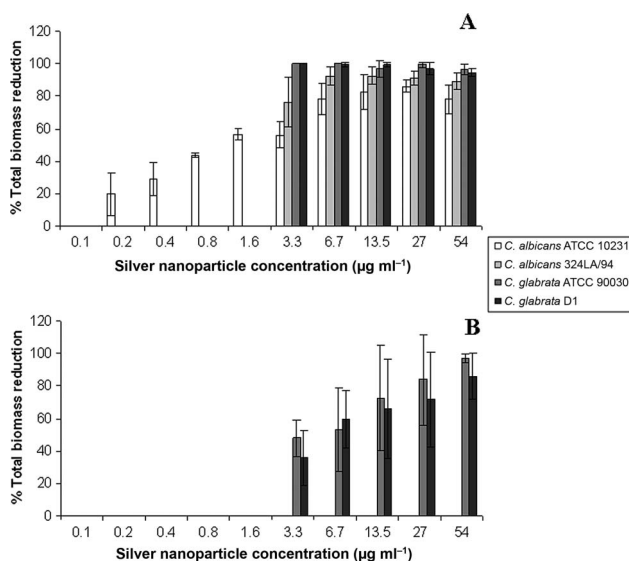 A
120
100
80
60
40
20
0
% Total biomass reduction
0.1 0.2 0.4 0.8 1.6 3.3 6.7 13.5 27 54
Silver nanoparticle concentration (µg ml⁻¹)
C. albicans ATCC 10231
C. albicans 324LA/94
C. glabrata ATCC 90030
C. glabrata D1
B
120
100
80
60
40
20
0
% Total biomass reduction
0.1 0.2 0.4 0.8 1.6 3.3 6.7 13.5 27 54
Silver nanoparticle concentration (µg ml⁻¹)